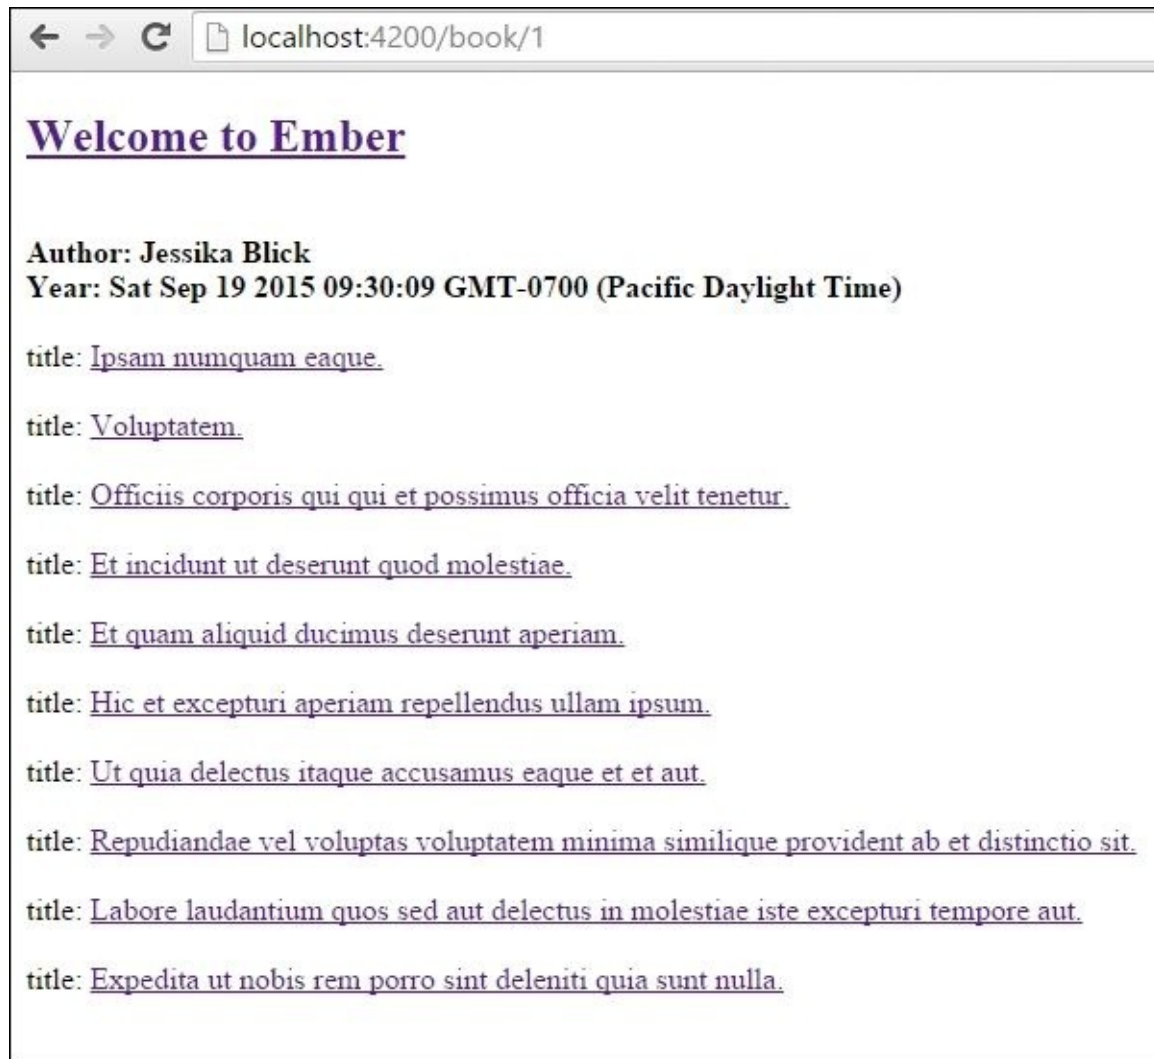 localhost:4200/book/1
Welcome to Ember
Author: Jessika Blick
Year: Sat Sep 19 2015 09:30:09 GMT-0700 (Pacific Daylight Time)
title: Ipsam numquam eaque.
title: Voluptatem.
title: Officiis corporis qui qui et possimus officia velit tenetur.
title: Et incidunt ut deserunt quod molestiae.
title: Et quam aliquid ducimus deserunt aperiam.
title: Hic et excepturi aperiam repellendus ullam ipsum.
title: Ut quia delectus itaque accusamus eaque et et aut.
title: Repudiandae vel voluptas voluptatem minima similique provident ab et distinctio sit.
title: Labore laudantium quos sed aut delectus in molestiae iste excepturi tempore aut.
title: Expedita ut nobis rem porro sint deleniti quia sunt nulla.